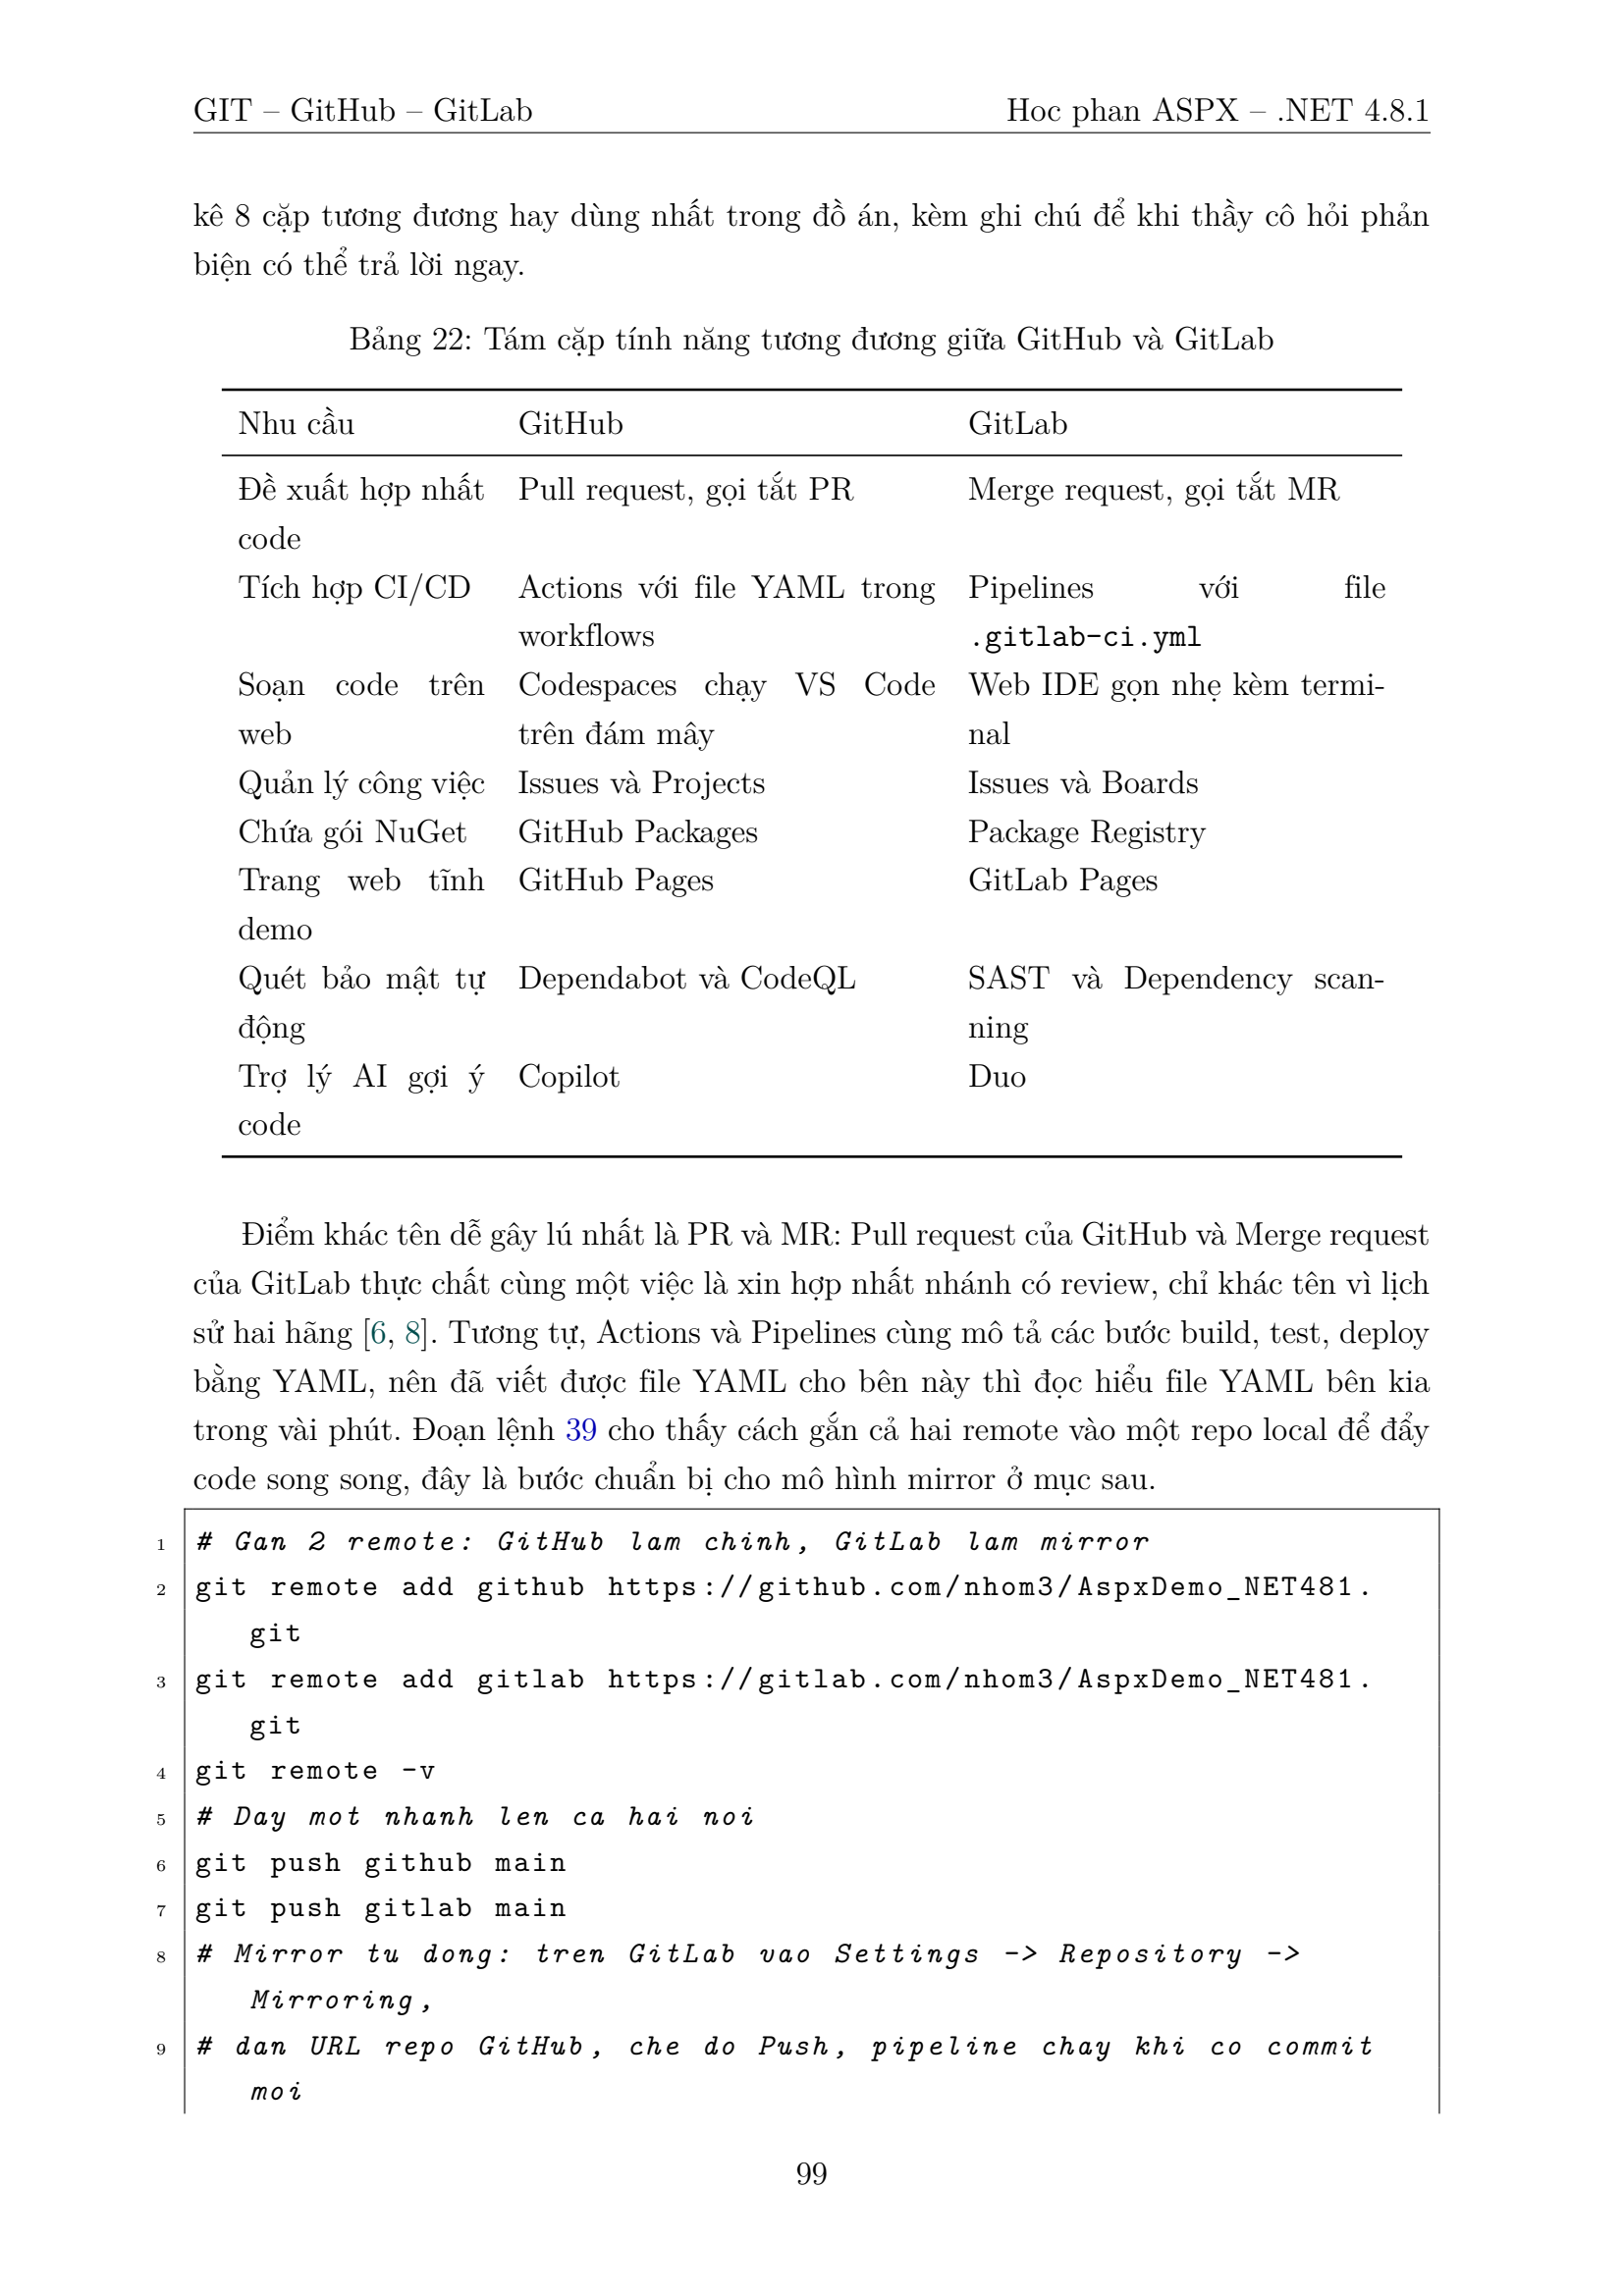 GIT – GitHub – GitLab Hoc phan ASPX – .NET 4.8.1
kê 8 cặp tương đương hay dùng nhất trong đồ án, kèm ghi chú để khi thầy cô hỏi phản
biện có thể trả lời ngay.
Bảng 22: Tám cặp tính năng tương đương giữa GitHub và GitLab
Nhu cầu GitHub GitLab
Đề xuất hợp nhất Pull request, gọi tắt PR Merge request, gọi tắt MR
code
Tích hợp CI/CD Actions với file YAML trong Pipelines với file
workflows .gitlab-ci.yml
Soạn code trên Codespaces chạy VS Code Web IDE gọn nhẹ kèm termi-
web trên đám mây nal
Quản lý công việc Issues và Projects Issues và Boards
Chứa gói NuGet GitHub Packages Package Registry
Trang web tĩnh GitHub Pages GitLab Pages
demo
Quét bảo mật tự Dependabot và CodeQL SAST và Dependency scan-
động ning
Trợ lý AI gợi ý Copilot Duo
code
Điểm khác tên dễ gây lú nhất là PR và MR: Pull request của GitHub và Merge request
của GitLab thực chất cùng một việc là xin hợp nhất nhánh có review, chỉ khác tên vì lịch
sử hai hãng [6, 8]. Tương tự, Actions và Pipelines cùng mô tả các bước build, test, deploy
bằng YAML, nên đã viết được file YAML cho bên này thì đọc hiểu file YAML bên kia
trong vài phút. Đoạn lệnh 39 cho thấy cách gắn cả hai remote vào một repo local để đẩy
code song song, đây là bước chuẩn bị cho mô hình mirror ở mục sau.
1 # Gan 2 remote: GitHub lam chinh, GitLab lam mirror
2 git remote add github https://github.com/nhom3/AspxDemo_NET481.
git
3 git remote add gitlab https://gitlab.com/nhom3/AspxDemo_NET481.
git
4 git remote -v
5 # Day mot nhanh len ca hai noi
6 git push github main
7 git push gitlab main
8 # Mirror tu dong: tren GitLab vao Settings -> Repository ->
Mirroring,
9 # dan URL repo GitHub, che do Push, pipeline chay khi co commit
moi
99